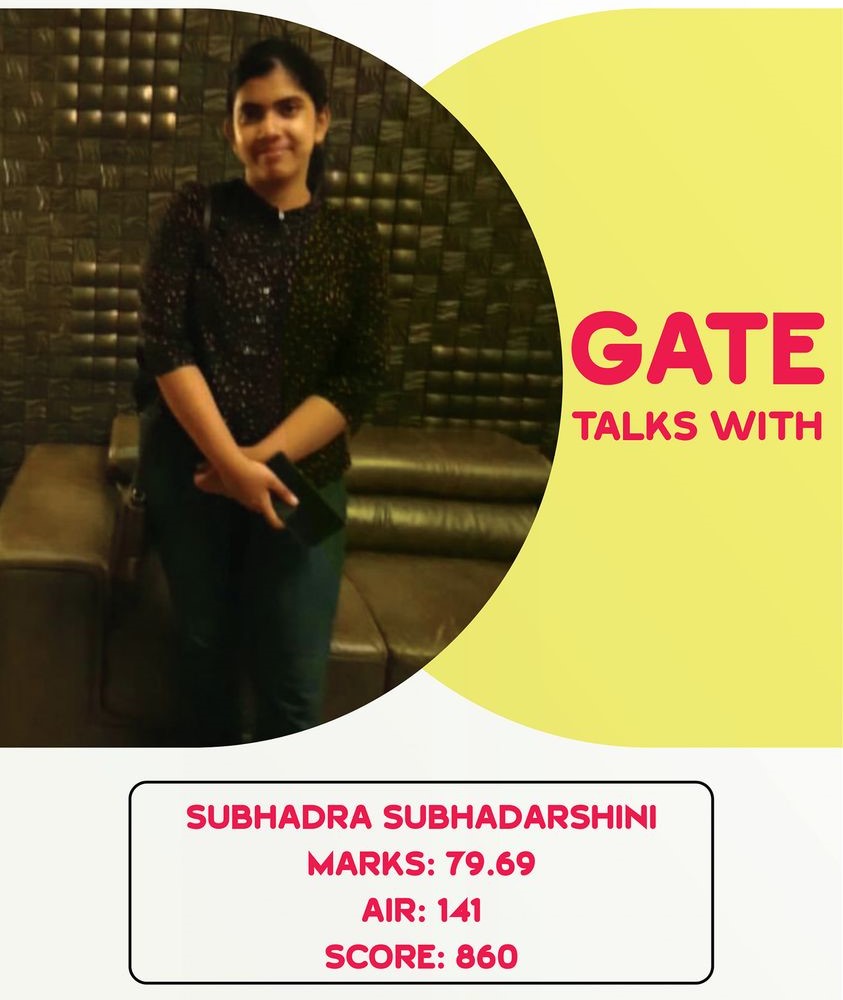 GATE
TALKS WITH
SUBHADRA SUBHADARSHINI
MARKS: 79.69
AIR: 141
SCORE: 860